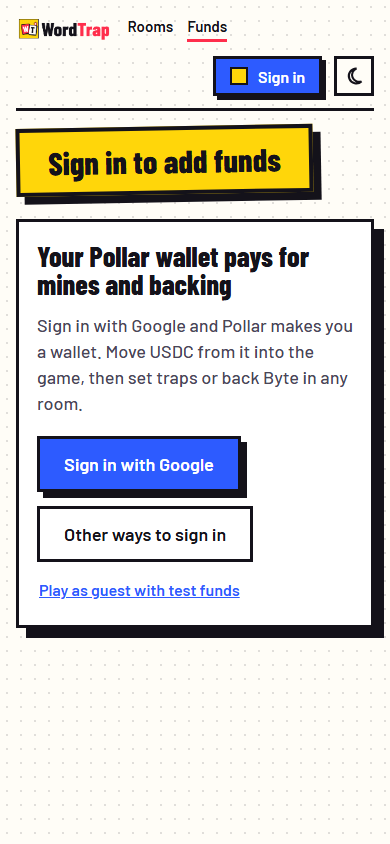 WT WordTrap Rooms Funds
Sign in
Sign in to add funds
Your Pollar wallet pays for
mines and backing
Sign in with Google and Pollar makes you
a wallet. Move USDC from it into the
game, then set traps or back Byte in any
room.
Sign in with Google
Other ways to sign in
Play as guest with test funds